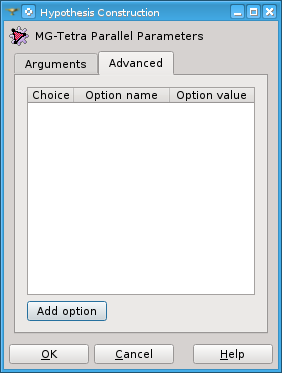 Hypothesis Construction
MG-Tetra Parallel Parameters
Arguments Advanced
Choice Option name Option value
Add option
OK Cancel Help